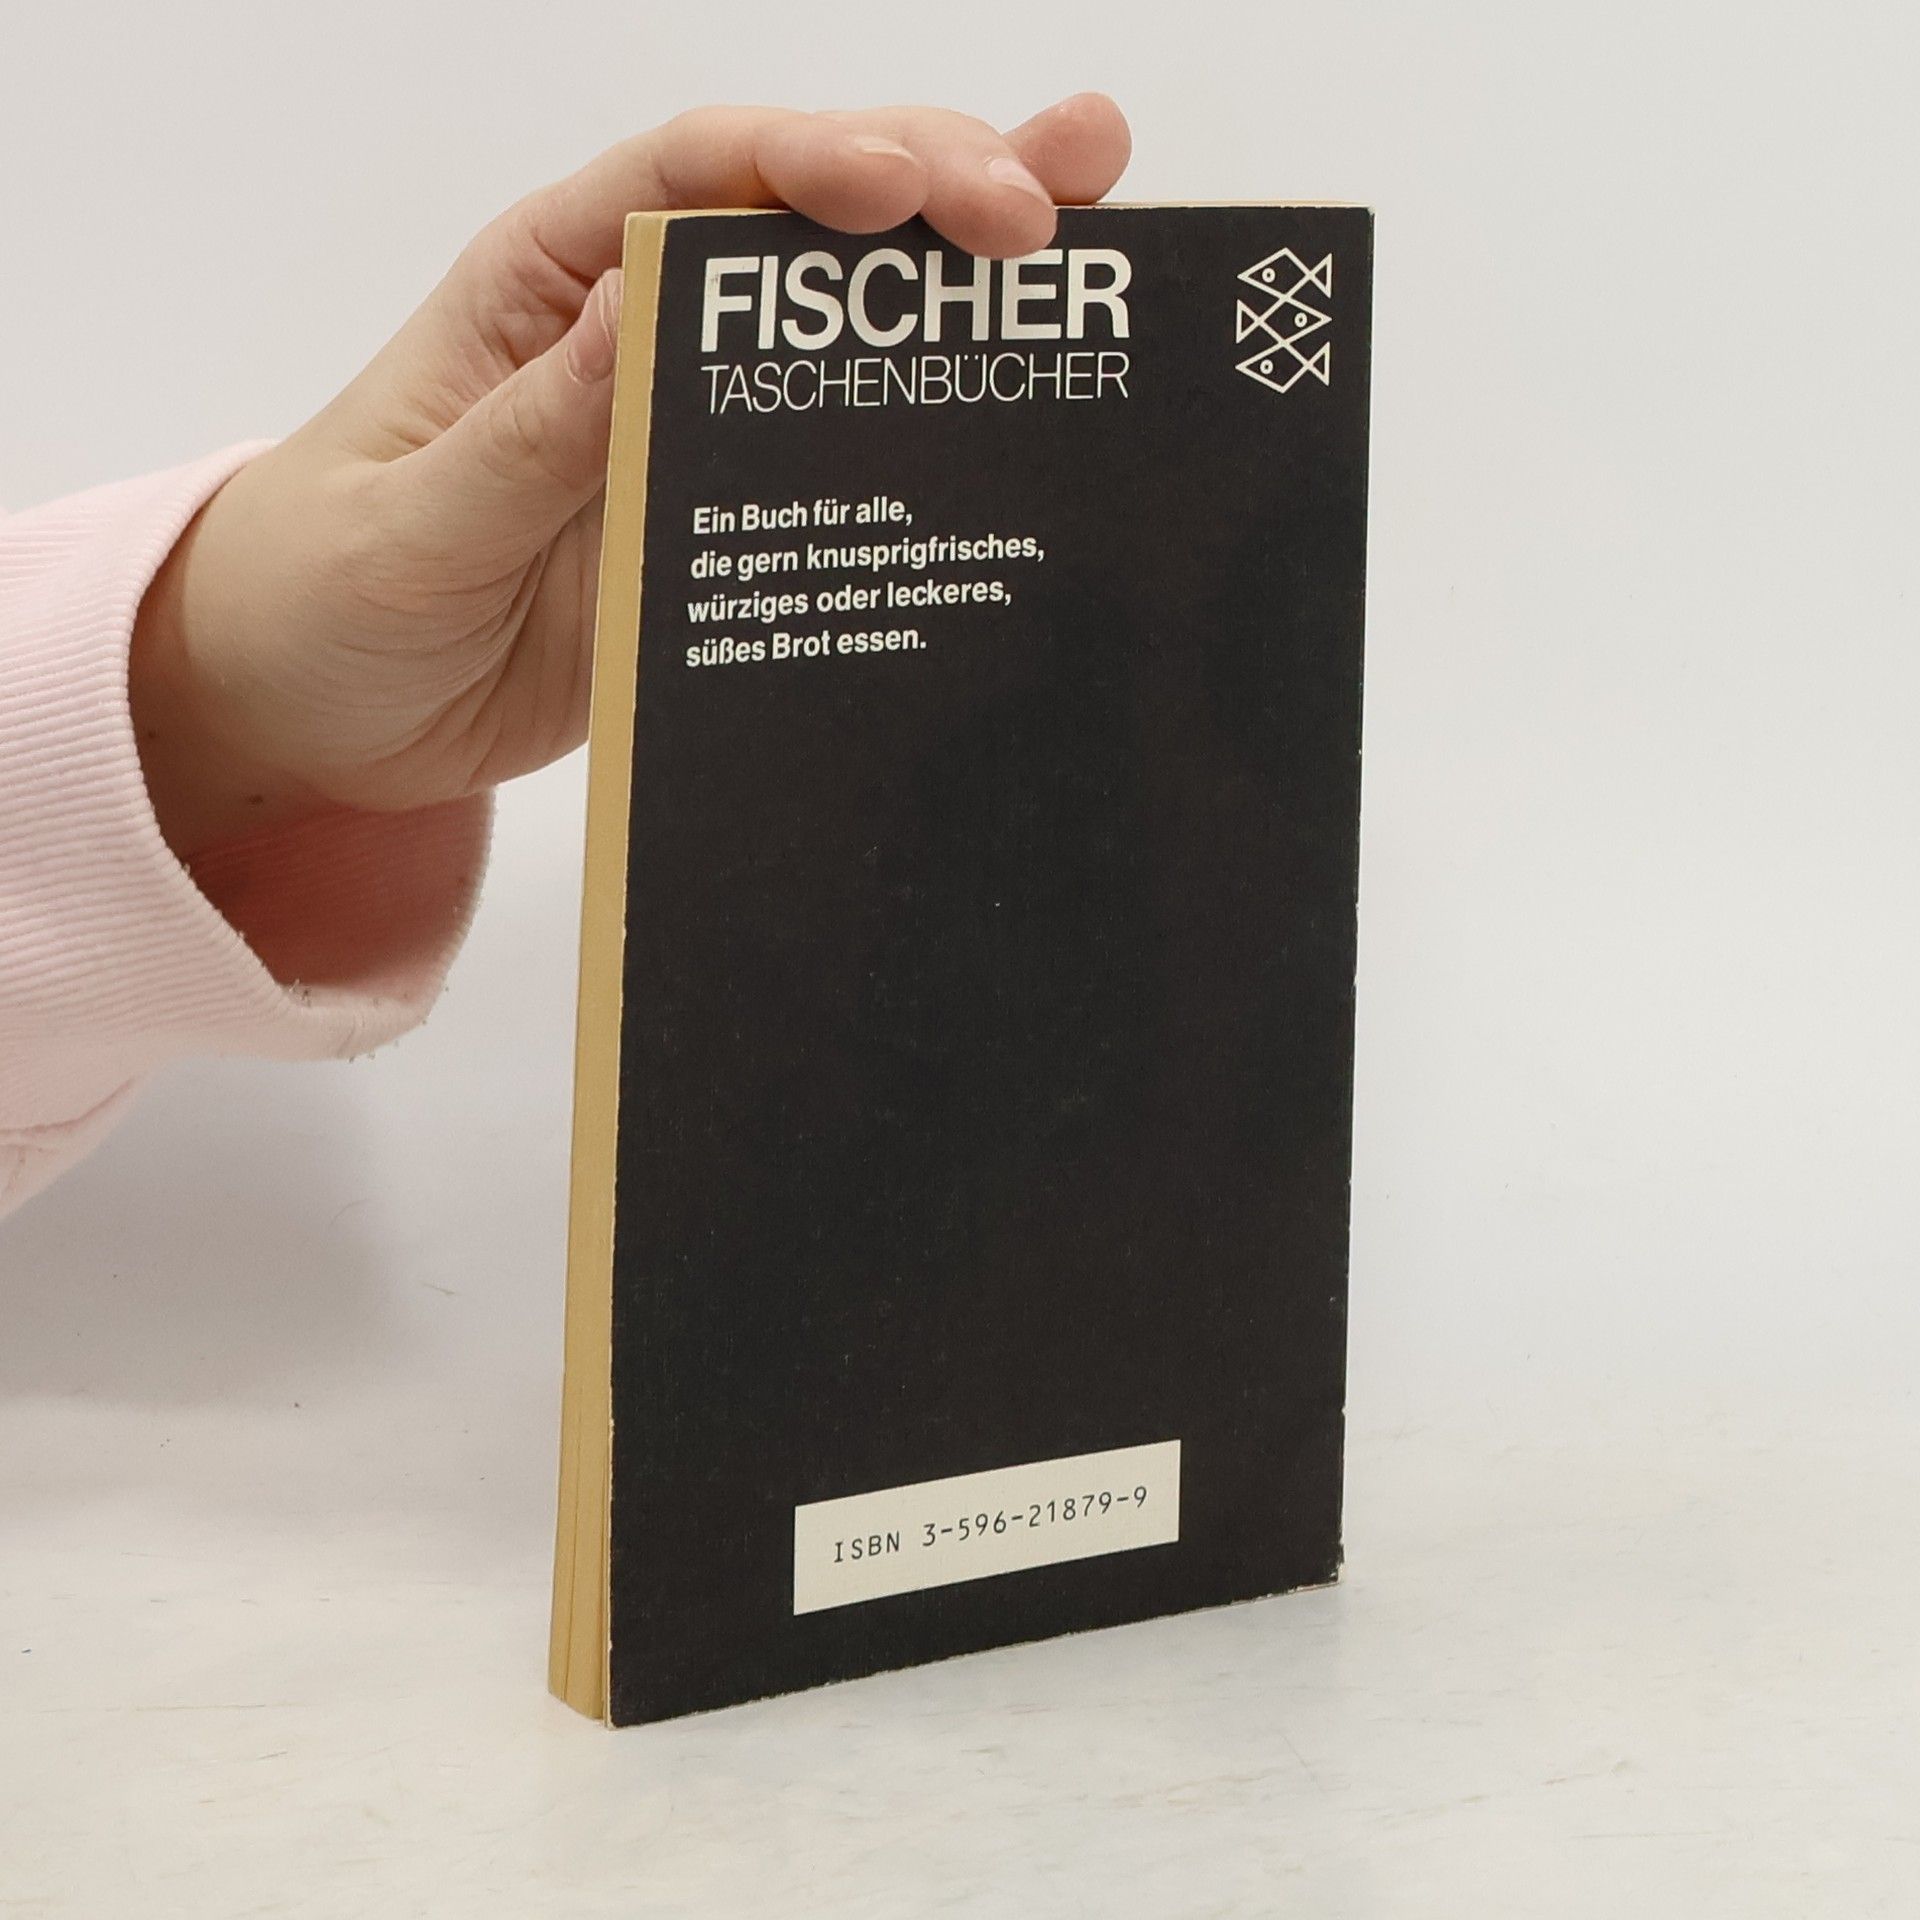 FISCHER
TASCHENBÜCHER
Ein Buch für alle,
die gern knusprigfrisches,
würziges oder leckeres,
süßes Brot essen.
ISBN 3-596-21879-9